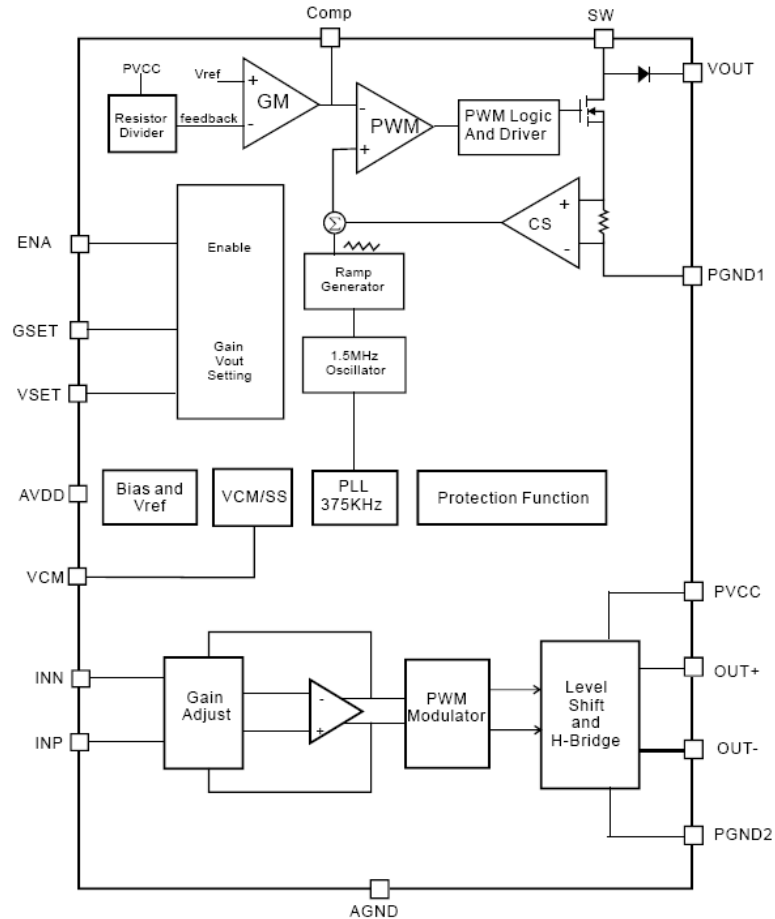 Comp
SW
PVCC
Vref
+
GM
-
Resistor
Divider
feedback
-
PWM
+
PWM Logic
And Driver
VOUT
+
CS
-
Σ
ENA
Enable
Ramp
Generator
PGND1
GSET
Gain
Vout
Setting
1.5MHz
Oscillator
VSET
AVDD
Bias and
Vref
VCM/SS
PLL
375KHz
Protection Function
VCM
PVCC
INN
Gain
Adjust
-
+
PWM
Modulator
Level
Shift
and
H-Bridge
OUT+
INP
OUT-
PGND2
AGND